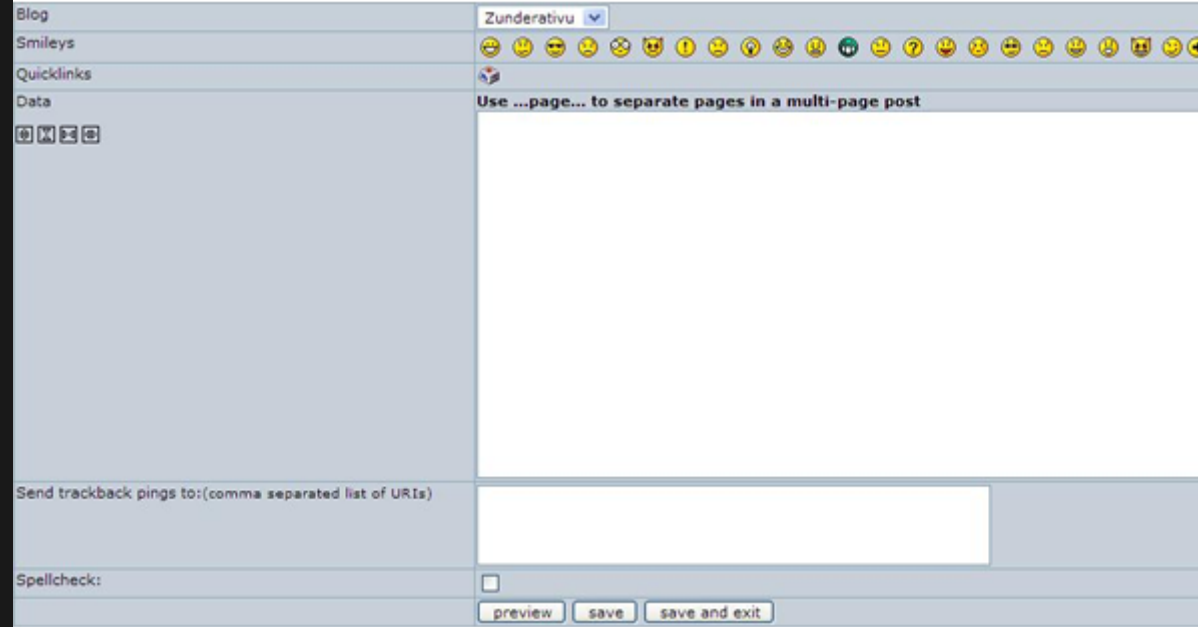 Blog
Zunderativu
Smileys
Quicklinks
Data
Use ...page... to separate pages in a multi-page post
Send trackback pings to:(comma separated list of URIs)
Spellcheck:
preview save save and exit